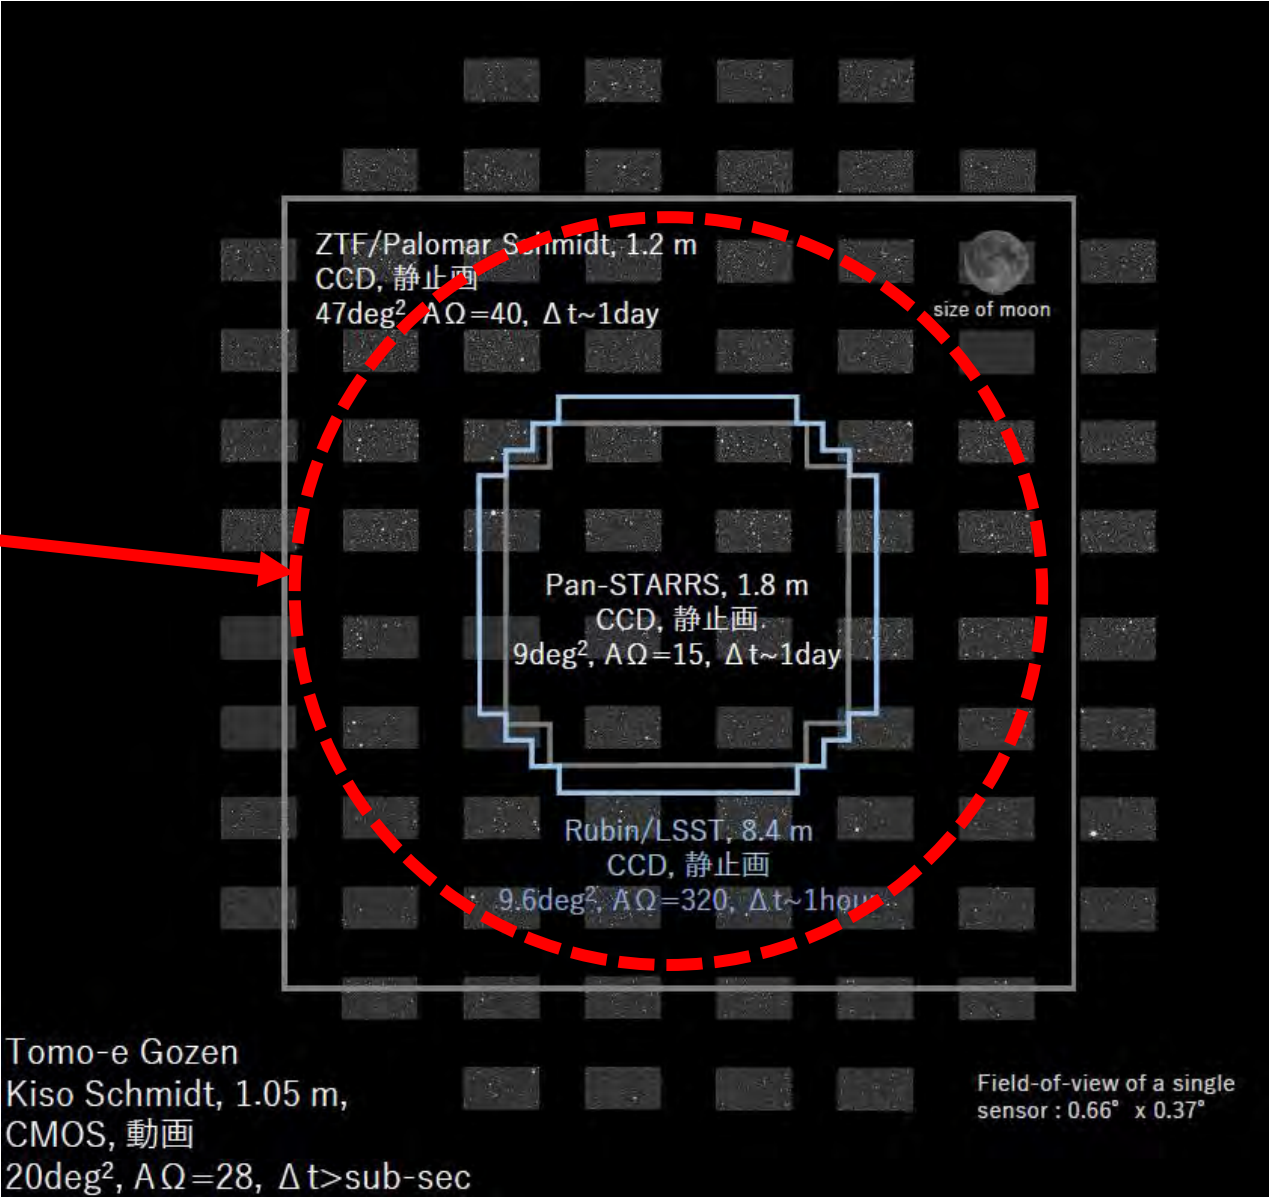 ZTF/Palomar Schmidt, 1.2 m
CCD, 静止画
47deg², AΩ=40, Δt~1day
size of moon
Pan-STARRS, 1.8 m
CCD, 静止画
9deg², AΩ=15, Δt~1day
Rubin/LSST, 8.4 m
CCD, 静止画
9.6deg², AΩ=320, Δt~1hour
Tomo-e Gozen
Kiso Schmidt, 1.05 m,
CMOS, 動画
20deg², AΩ=28, Δt>sub-sec
Field-of-view of a single
sensor : 0.66° x 0.37°